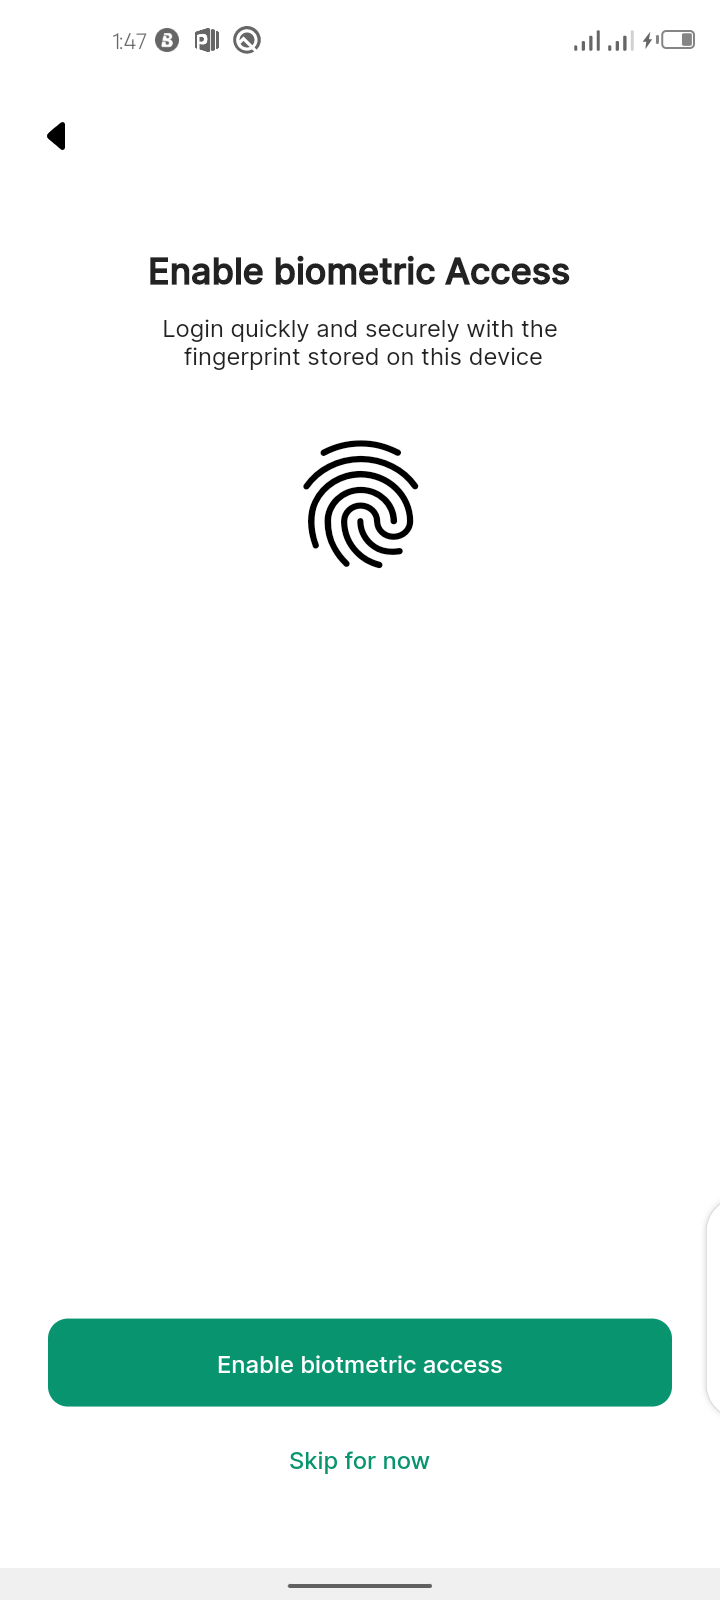 1:47
Enable biometric Access
Login quickly and securely with the
fingerprint stored on this device
Enable biotmetric access
Skip for now